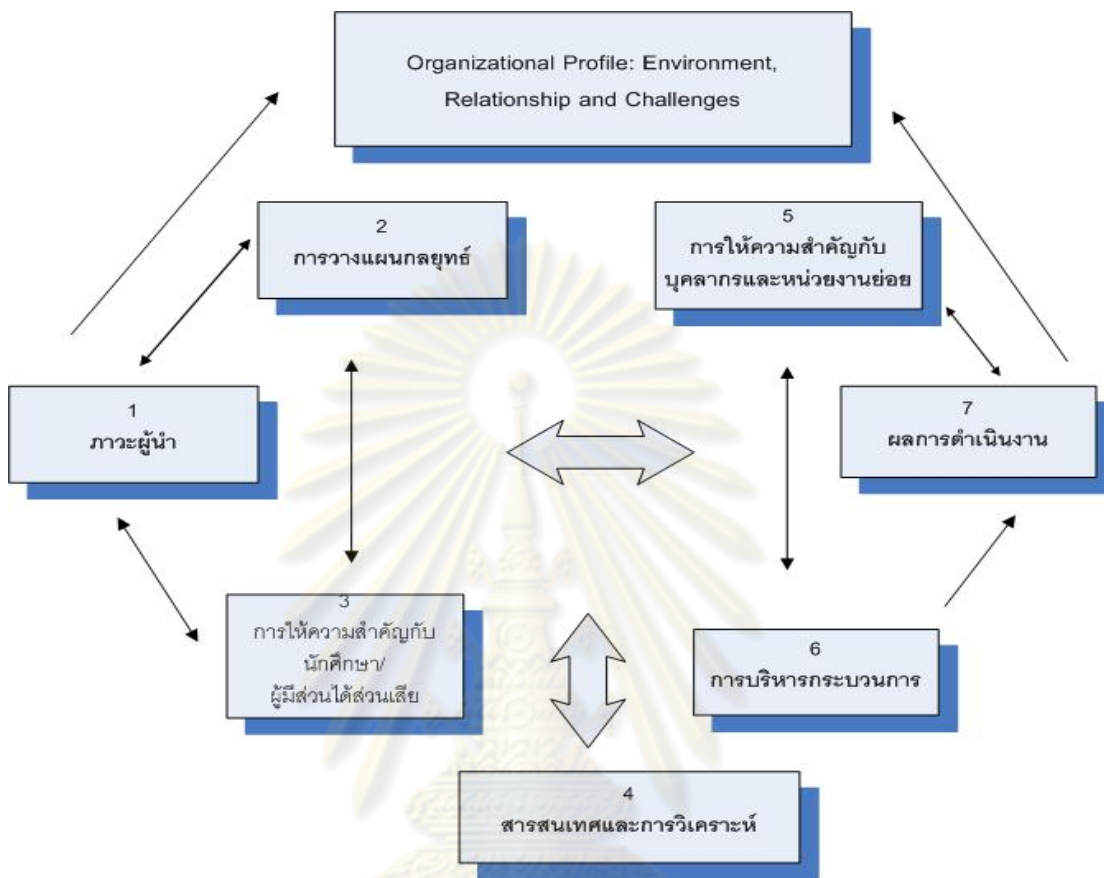 Organizational Profile: Environment,
Relationship and Challenges
2
การวางแผนกลยุทธ์
5
การให้ความสำคัญกับ
บุคลากรและหน่วยงานย่อย
1
ภาวะผู้นำ
7
ผลการดำเนินงาน
3
การให้ความสำคัญกับ
นักศึกษา/
ผู้มีส่วนได้ส่วนเสีย
6
การบริหารกระบวนการ
4
สารสนเทศและการวิเคราะห์